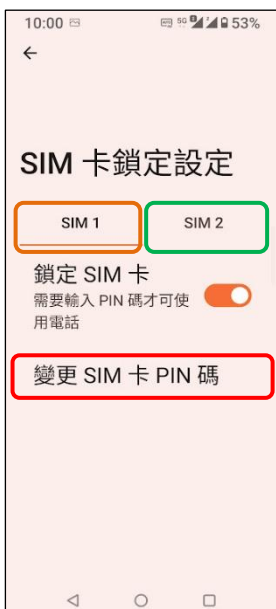 10:00 5G 53%
SIM 卡鎖定設定
SIM 1 SIM 2
鎖定 SIM 卡
需要輸入 PIN 碼才可使
用電話
變更 SIM 卡 PIN 碼